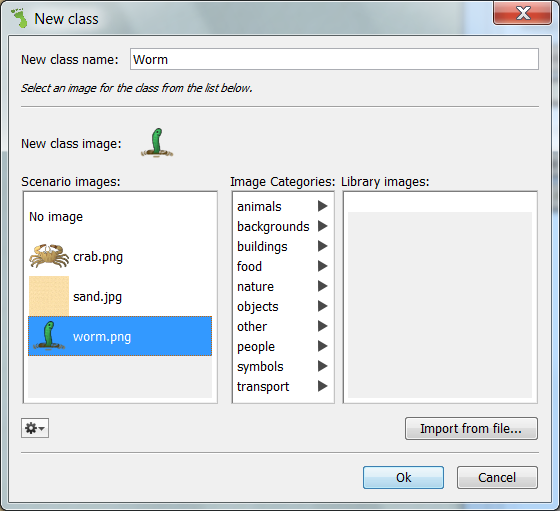 New class
New class name: Worm
Select an image for the class from the list below.
New class image:
Scenario images:
Image Categories:
Library images:
No image
crab.png
sand.jpg
worm.png
animals
backgrounds
buildings
food
nature
objects
other
people
symbols
transport
Import from file...
Ok
Cancel